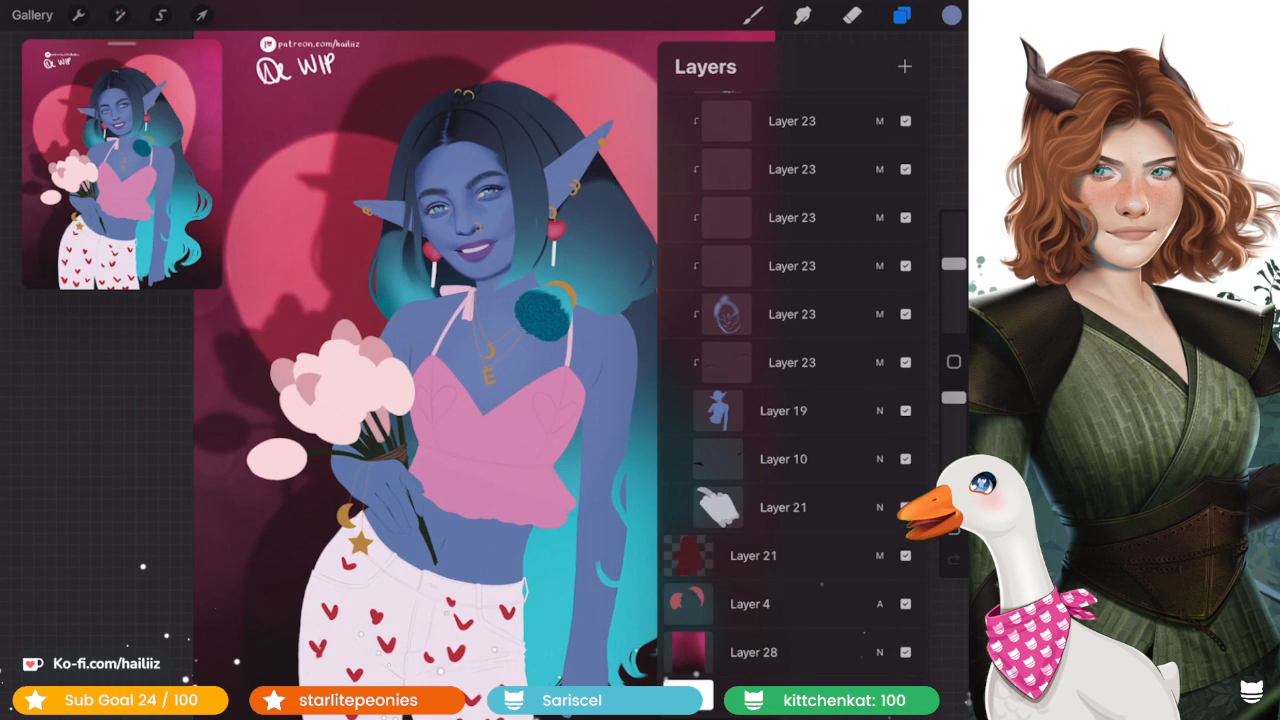 Gallery
patreon.com/hailiiz
WIP
E
Layers
Layer 23 M
Layer 23 M
Layer 23 M
Layer 23 M
Layer 23 M
Layer 23 M
Layer 19 N
Layer 10 N
Layer 21 N
Layer 21 M
Layer 4 A
Layer 28 N
Ko-fi.com/hailiiz
Sub Goal 24 / 100
starlitepeonies
Sariscel
kittchenkat: 100